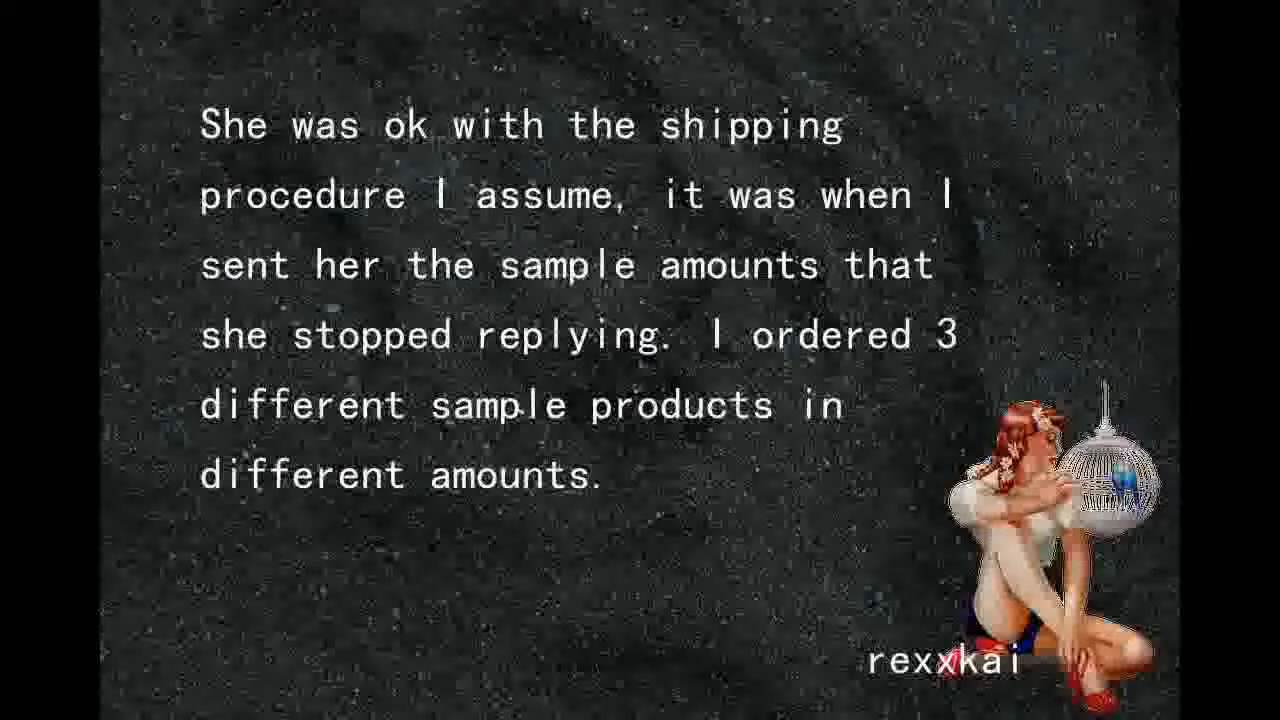 She was ok with the shipping
procedure I assume, it was when I
sent her the sample amounts that
she stopped replying. I ordered 3
different sample products in
different amounts.
rexxkai